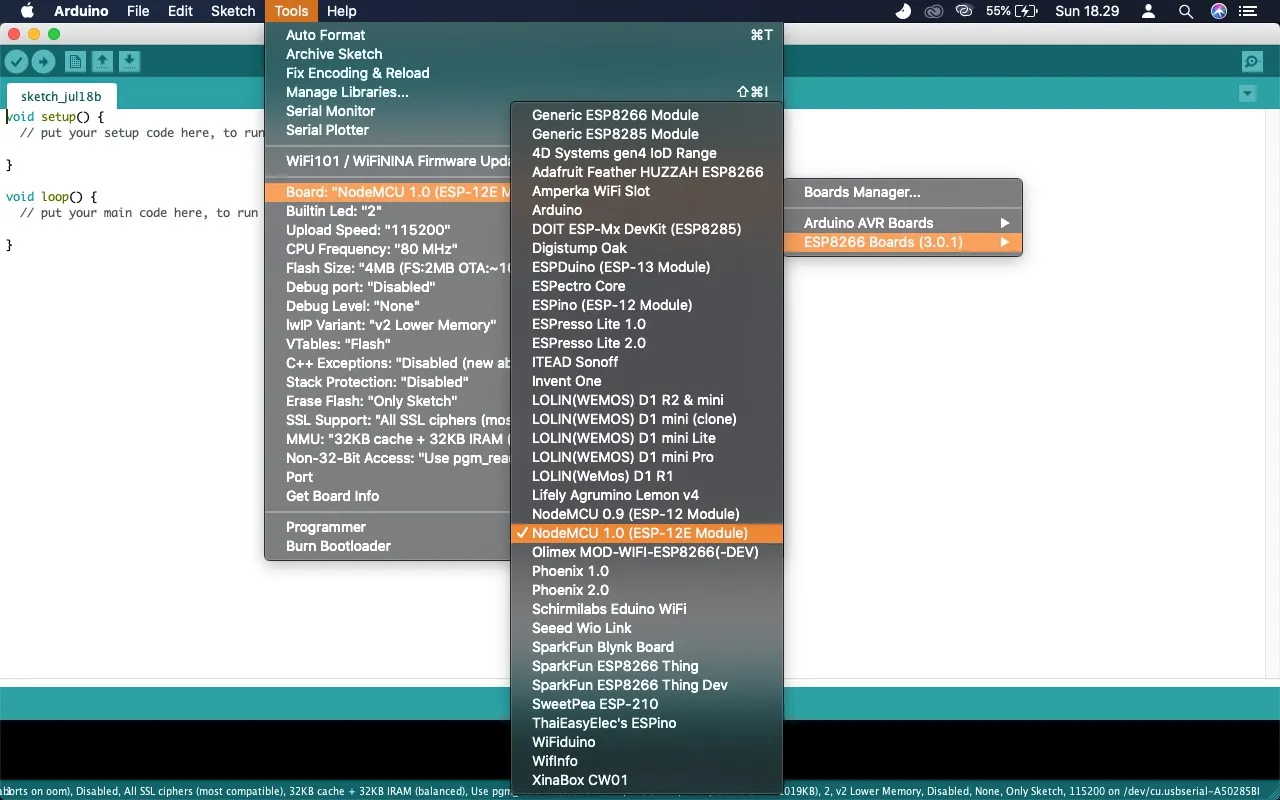 Arduino File Edit Sketch Tools Help 55% Sun 18.29
sketch_jul18b
void setup() {
// put your setup code here, to run
}
void loop() {
// put your main code here, to run
}
Auto Format ⌘T
Archive Sketch
Fix Encoding & Reload
Manage Libraries... ⇧⌘I
Serial Monitor
Serial Plotter
WiFi101 / WiFiNINA Firmware Upda
Board: "NodeMCU 1.0 (ESP-12E M
Builtin Led: "2"
Upload Speed: "115200"
CPU Frequency: "80 MHz"
Flash Size: "4MB (FS:2MB OTA:~10
Debug port: "Disabled"
Debug Level: "None"
lwIP Variant: "v2 Lower Memory"
VTables: "Flash"
C++ Exceptions: "Disabled (new ab
Stack Protection: "Disabled"
Erase Flash: "Only Sketch"
SSL Support: "All SSL ciphers (mos
MMU: "32KB cache + 32KB IRAM (
Non-32-Bit Access: "Use pgm_rea
Port
Get Board Info
Programmer
Burn Bootloader
Boards Manager...
Arduino AVR Boards
ESP8266 Boards (3.0.1)
Generic ESP8266 Module
Generic ESP8285 Module
4D Systems gen4 IoD Range
Adafruit Feather HUZZAH ESP8266
Amperka WiFi Slot
Arduino
DOIT ESP-Mx DevKit (ESP8285)
Digistump Oak
ESPDuino (ESP-13 Module)
ESPectro Core
ESPino (ESP-12 Module)
ESPresso Lite 1.0
ESPresso Lite 2.0
ITEAD Sonoff
Invent One
LOLIN(WEMOS) D1 R2 & mini
LOLIN(WEMOS) D1 mini (clone)
LOLIN(WEMOS) D1 mini Lite
LOLIN(WEMOS) D1 mini Pro
LOLIN(WeMos) D1 R1
Lifely Agrumino Lemon v4
NodeMCU 0.9 (ESP-12 Module)
✓ NodeMCU 1.0 (ESP-12E Module)
Olimex MOD-WIFI-ESP8266(-DEV)
Phoenix 1.0
Phoenix 2.0
Schirmilabs Eduino WiFi
Seeed Wio Link
SparkFun Blynk Board
SparkFun ESP8266 Thing
SparkFun ESP8266 Thing Dev
SweetPea ESP-210
ThaiEasyElec's ESPino
WiFiduino
WifInfo
XinaBox CW01
orts on oom), Disabled, All SSL ciphers (most compatible), 32KB cache + 32KB IRAM (balanced), Use pgm_ 1019KB), 2, v2 Lower Memory, Disabled, None, Only Sketch, 115200 on /dev/cu.usbserial-A50285BI